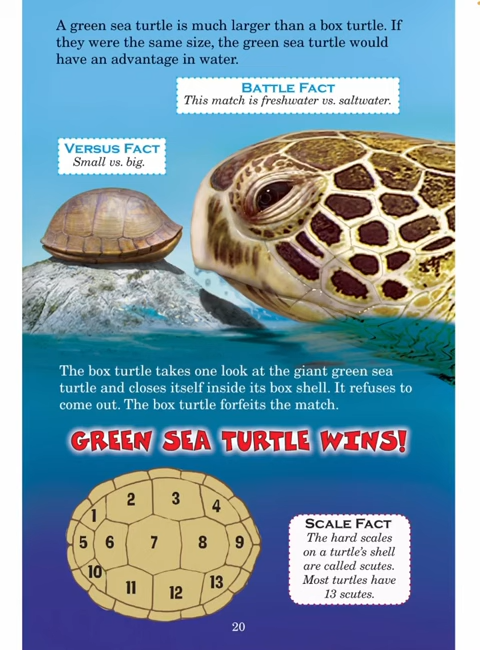 A green sea turtle is much larger than a box turtle. If
they were the same size, the green sea turtle would
have an advantage in water.
BATTLE FACT
This match is freshwater vs. saltwater.
VERSUS FACT
Small vs. big.
The box turtle takes one look at the giant green sea
turtle and closes itself inside its box shell. It refuses to
come out. The box turtle forfeits the match.
GREEN SEA TURTLE WINS!
1 2 3 4
5 6 7 8 9
10 11 12 13
SCALE FACT
The hard scales
on a turtle's shell
are called scutes.
Most turtles have
13 scutes.
20